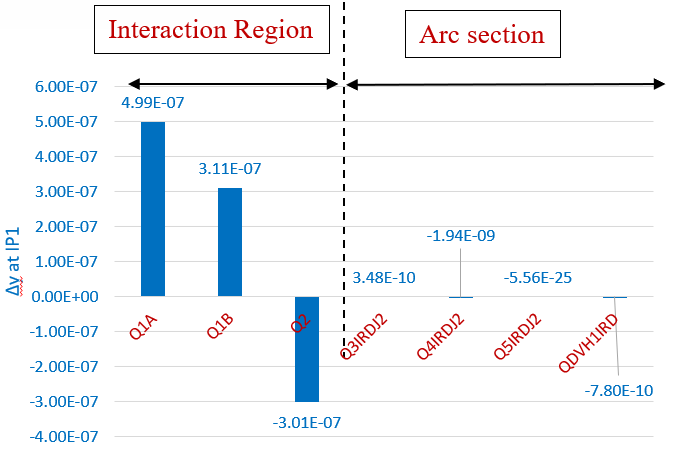 Interaction Region
Arc section
6.00E-07
5.00E-07
4.00E-07
3.00E-07
2.00E-07
1.00E-07
0.00E+00
-1.00E-07
-2.00E-07
-3.00E-07
-4.00E-07
Δy at IP1
4.99E-07
3.11E-07
-3.01E-07
3.48E-10
-1.94E-09
-5.56E-25
-7.80E-10
Q1A
Q1B
Q2
Q3IRDJ2
Q4IRDJ2
Q5IRDJ2
QDVH1IRD